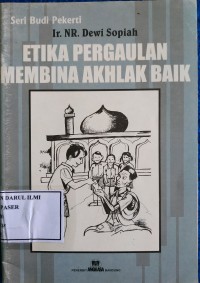 Seri Budi Pekerti
Ir. NR. Dewi Sopiah
ETIKA PERGAULAN
MEMBINA AKHLAK BAIK
DARUL ILMI
PASER